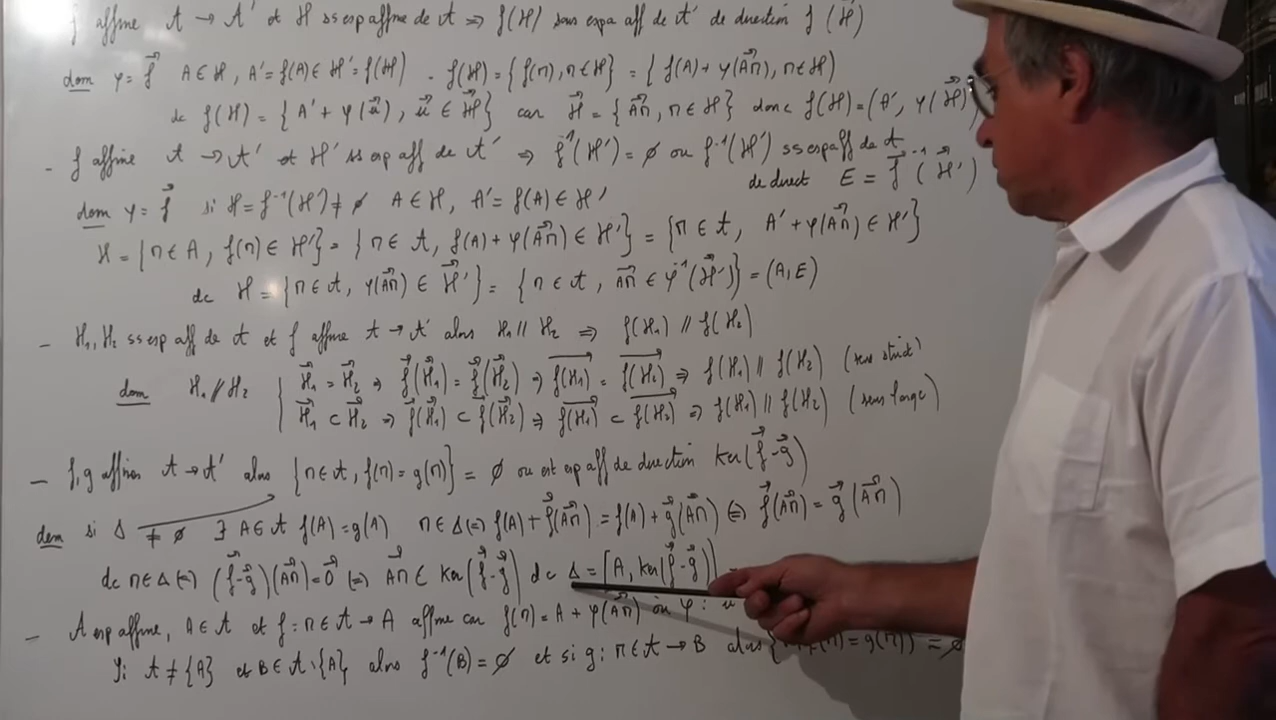 f affine 𝒜 → 𝒜' et ℋ ss esp affine de 𝒜 ⇒ f(ℋ) sous espa aff de 𝒜' de direction f⃗(ℋ⃗)
dem φ = f⃗ A ∈ ℋ, A' = f(A) ∈ ℋ' = f(ℋ) - f(ℋ) = {f(M), M ∈ ℋ} = {f(A) + φ(AM⃗), M ∈ ℋ}
dc f(ℋ) = {A' + φ(u⃗), u⃗ ∈ ℋ⃗} car ℋ⃗ = {AM⃗, M ∈ ℋ} donc f(ℋ) = (A', φ(ℋ⃗)
- f affine 𝒜 → 𝒜' et ℋ' ss esp aff de 𝒜' ⇒ f⁻¹(ℋ') = ∅ ou f⁻¹(ℋ') ss esp aff de 𝒜
de direct E = f⃗⁻¹(ℋ⃗')
dem φ = f⃗ si ℋ = f⁻¹(ℋ') ≠ ∅ A ∈ ℋ, A' = f(A) ∈ ℋ'
ℋ = {M ∈ A, f(M) ∈ ℋ'} = {M ∈ 𝒜, f(A) + φ(AM⃗) ∈ ℋ'} = {M ∈ 𝒜, A' + φ(AM⃗) ∈ ℋ'}
dc ℋ = {M ∈ 𝒜, φ(AM⃗) ∈ ℋ⃗'} = {M ∈ 𝒜, AM⃗ ∈ φ⁻¹(ℋ⃗')} = (A, E)
- ℋ₁, ℋ₂ ss esp aff de 𝒜 et f affine 𝒜 → 𝒜' alors ℋ₁ // ℋ₂ ⇒ f(ℋ₁) // f(ℋ₂)
dem ℋ₁ // ℋ₂ { ℋ⃗₁ = ℋ⃗₂ ⇒ f⃗(ℋ⃗₁) = f⃗(ℋ⃗₂) ⇒ f(ℋ₁)⃗ = f(ℋ₂)⃗ ⇒ f(ℋ₁) // f(ℋ₂) (sens strict)
ℋ⃗₁ ⊂ ℋ⃗₂ ⇒ f⃗(ℋ⃗₁) ⊂ f⃗(ℋ⃗₂) ⇒ f(ℋ₁)⃗ ⊂ f(ℋ₂)⃗ ⇒ f(ℋ₁) // f(ℋ₂) (sens large)
- f, g affines 𝒜 → 𝒜' alors {M ∈ 𝒜, f(M) = g(M)} = ∅ ou est esp aff de direction Ker(f⃗-g⃗)
dem si Δ ≠ ∅ ∃ A ∈ 𝒜 f(A) = g(A) M ∈ Δ ⇔ f(A) + f⃗(AM⃗) = f(A) + g⃗(AM⃗) ⇔ f⃗(AM⃗) = g⃗(AM⃗)
dc M ∈ Δ ⇔ (f⃗-g⃗)(AM⃗) = 0⃗ ⇔ AM⃗ ∈ Ker(f⃗-g⃗) dc Δ = [A, Ker(f⃗-g⃗)]
- 𝒜 esp affine, A ∈ 𝒜 et f : M ∈ 𝒜 → A affine car f(M) = A + φ(AM⃗) où φ :
Si 𝒜 ≠ {A} et B ∈ 𝒜\{A} alors f⁻¹(B) = ∅ et si g : M ∈ 𝒜 → B alors { = g(M)} = ∅